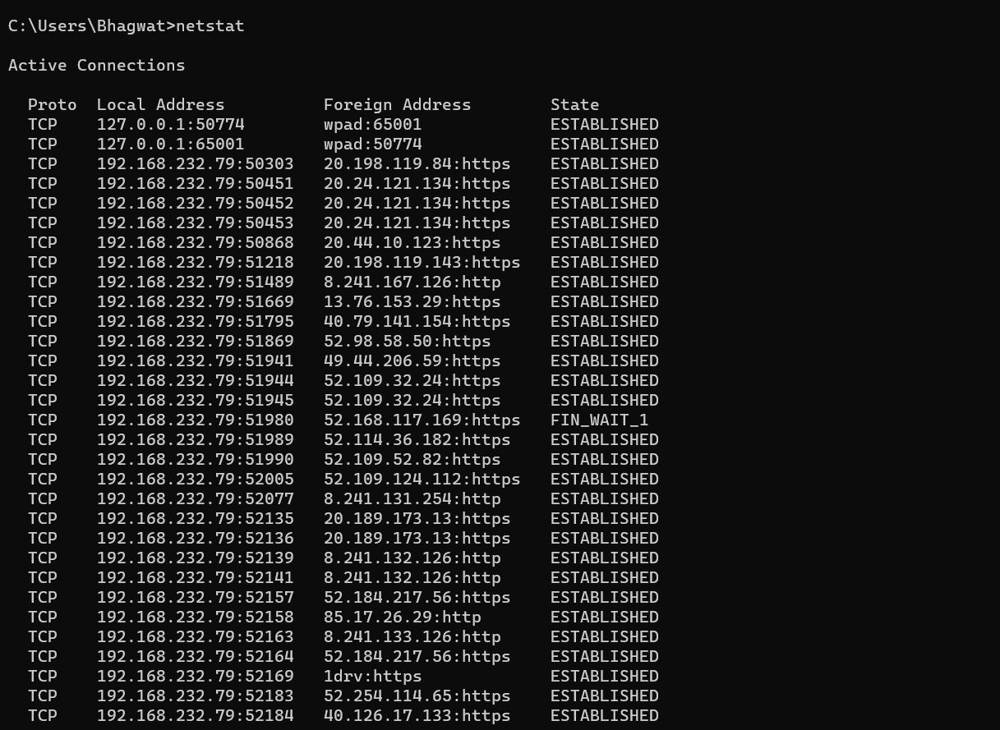 C:\Users\Bhagwat>netstat
Active Connections
Proto  Local Address          Foreign Address        State
TCP    127.0.0.1:50774        wpad:65001             ESTABLISHED
TCP    127.0.0.1:65001        wpad:50774             ESTABLISHED
TCP    192.168.232.79:50303   20.198.119.84:https    ESTABLISHED
TCP    192.168.232.79:50451   20.24.121.134:https    ESTABLISHED
TCP    192.168.232.79:50452   20.24.121.134:https    ESTABLISHED
TCP    192.168.232.79:50453   20.24.121.134:https    ESTABLISHED
TCP    192.168.232.79:50868   20.44.10.123:https     ESTABLISHED
TCP    192.168.232.79:51218   20.198.119.143:https   ESTABLISHED
TCP    192.168.232.79:51489   8.241.167.126:http     ESTABLISHED
TCP    192.168.232.79:51669   13.76.153.29:https     ESTABLISHED
TCP    192.168.232.79:51795   40.79.141.154:https    ESTABLISHED
TCP    192.168.232.79:51869   52.98.58.50:https      ESTABLISHED
TCP    192.168.232.79:51941   49.44.206.59:https     ESTABLISHED
TCP    192.168.232.79:51944   52.109.32.24:https     ESTABLISHED
TCP    192.168.232.79:51945   52.109.32.24:https     ESTABLISHED
TCP    192.168.232.79:51980   52.168.117.169:https   FIN_WAIT_1
TCP    192.168.232.79:51989   52.114.36.182:https    ESTABLISHED
TCP    192.168.232.79:51990   52.109.52.82:https     ESTABLISHED
TCP    192.168.232.79:52005   52.109.124.112:https   ESTABLISHED
TCP    192.168.232.79:52077   8.241.131.254:http     ESTABLISHED
TCP    192.168.232.79:52135   20.189.173.13:https    ESTABLISHED
TCP    192.168.232.79:52136   20.189.173.13:https    ESTABLISHED
TCP    192.168.232.79:52139   8.241.132.126:http     ESTABLISHED
TCP    192.168.232.79:52141   8.241.132.126:http     ESTABLISHED
TCP    192.168.232.79:52157   52.184.217.56:https    ESTABLISHED
TCP    192.168.232.79:52158   85.17.26.29:http       ESTABLISHED
TCP    192.168.232.79:52163   8.241.133.126:http     ESTABLISHED
TCP    192.168.232.79:52164   52.184.217.56:https    ESTABLISHED
TCP    192.168.232.79:52169   1drv:https             ESTABLISHED
TCP    192.168.232.79:52183   52.254.114.65:https    ESTABLISHED
TCP    192.168.232.79:52184   40.126.17.133:https    ESTABLISHED